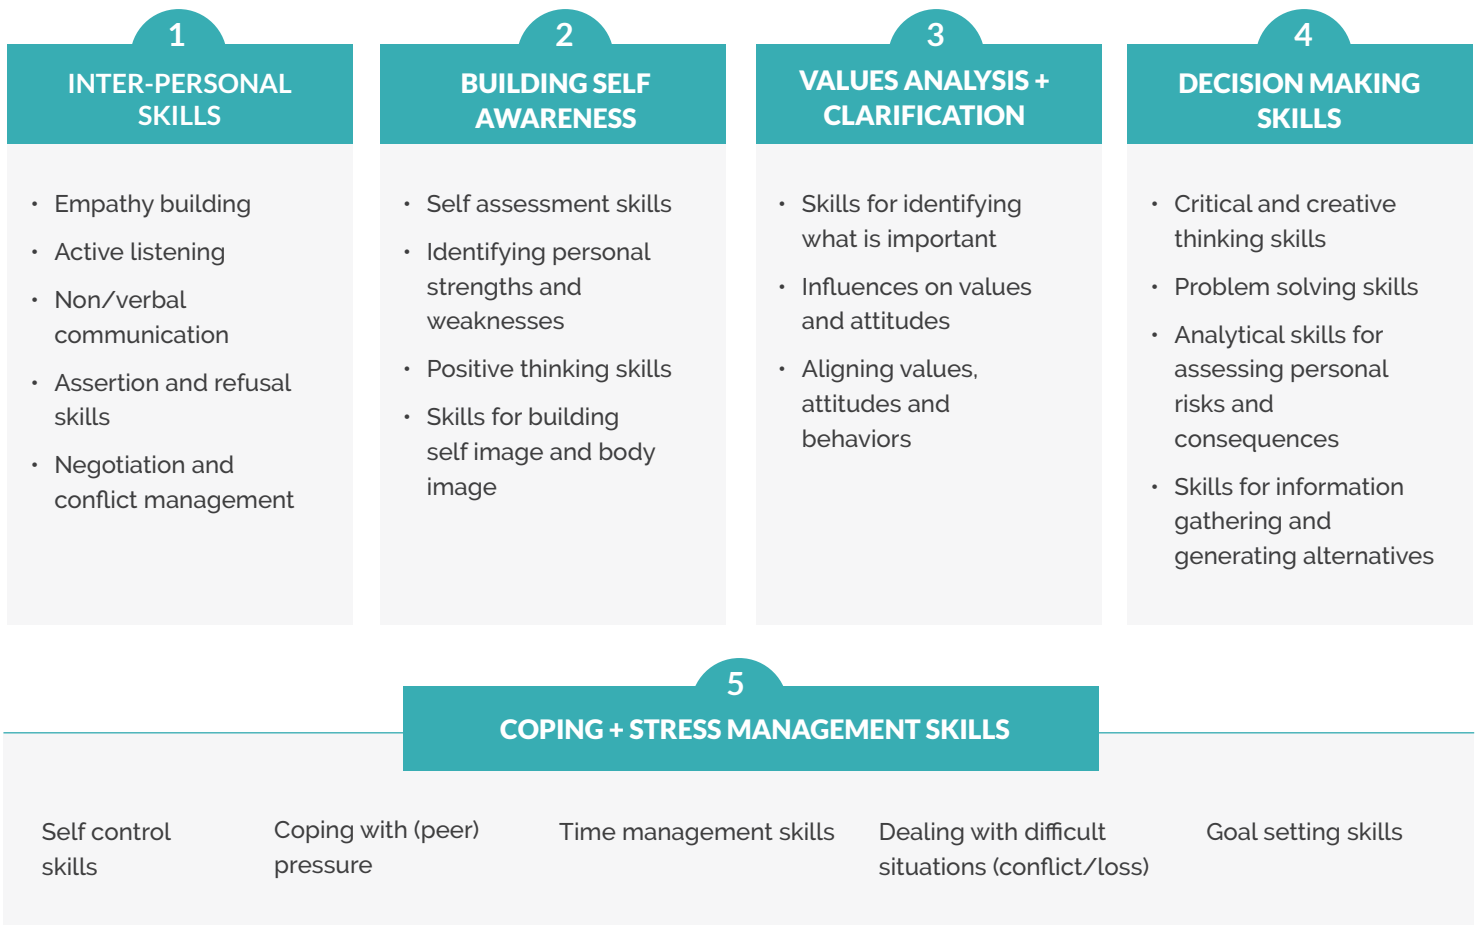 1
INTER-PERSONAL
SKILLS
• Empathy building
• Active listening
• Non/verbal
communication
• Assertion and refusal
skills
• Negotiation and
conflict management
2
BUILDING SELF
AWARENESS
• Self assessment skills
• Identifying personal
strengths and
weaknesses
• Positive thinking skills
• Skills for building
self image and body
image
3
VALUES ANALYSIS +
CLARIFICATION
• Skills for identifying
what is important
• Influences on values
and attitudes
• Aligning values,
attitudes and
behaviors
4
DECISION MAKING
SKILLS
• Critical and creative
thinking skills
• Problem solving skills
• Analytical skills for
assessing personal
risks and
consequences
• Skills for information
gathering and
generating alternatives
5
COPING + STRESS MANAGEMENT SKILLS
Self control
skills
Coping with (peer)
pressure
Time management skills
Dealing with difficult
situations (conflict/loss)
Goal setting skills